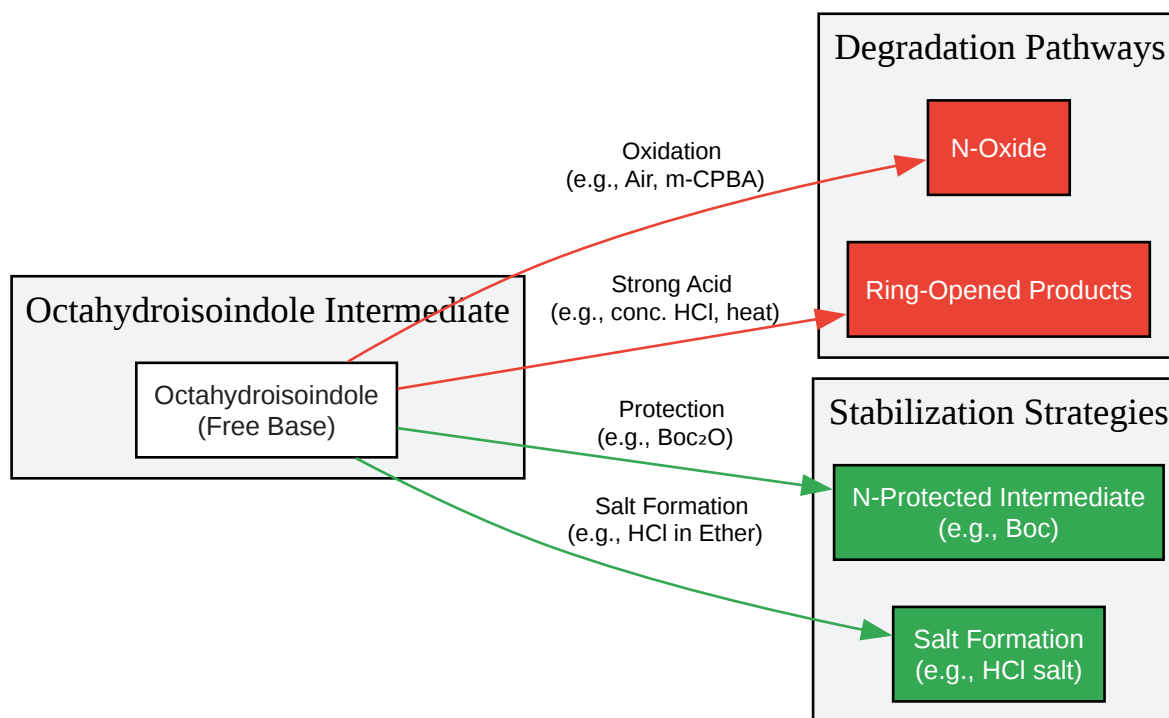 Degradation Pathways
N-Oxide
Oxidation
(e.g., Air, m-CPBA)
Ring-Opened Products
Strong Acid
(e.g., conc. HCl, heat)
Octahydroisoindole Intermediate
Octahydroisoindole
(Free Base)
Protection
(e.g., Boc₂O)
Stabilization Strategies
N-Protected Intermediate
(e.g., Boc)
Salt Formation
(e.g., HCl in Ether)
Salt Formation
(e.g., HCl salt)